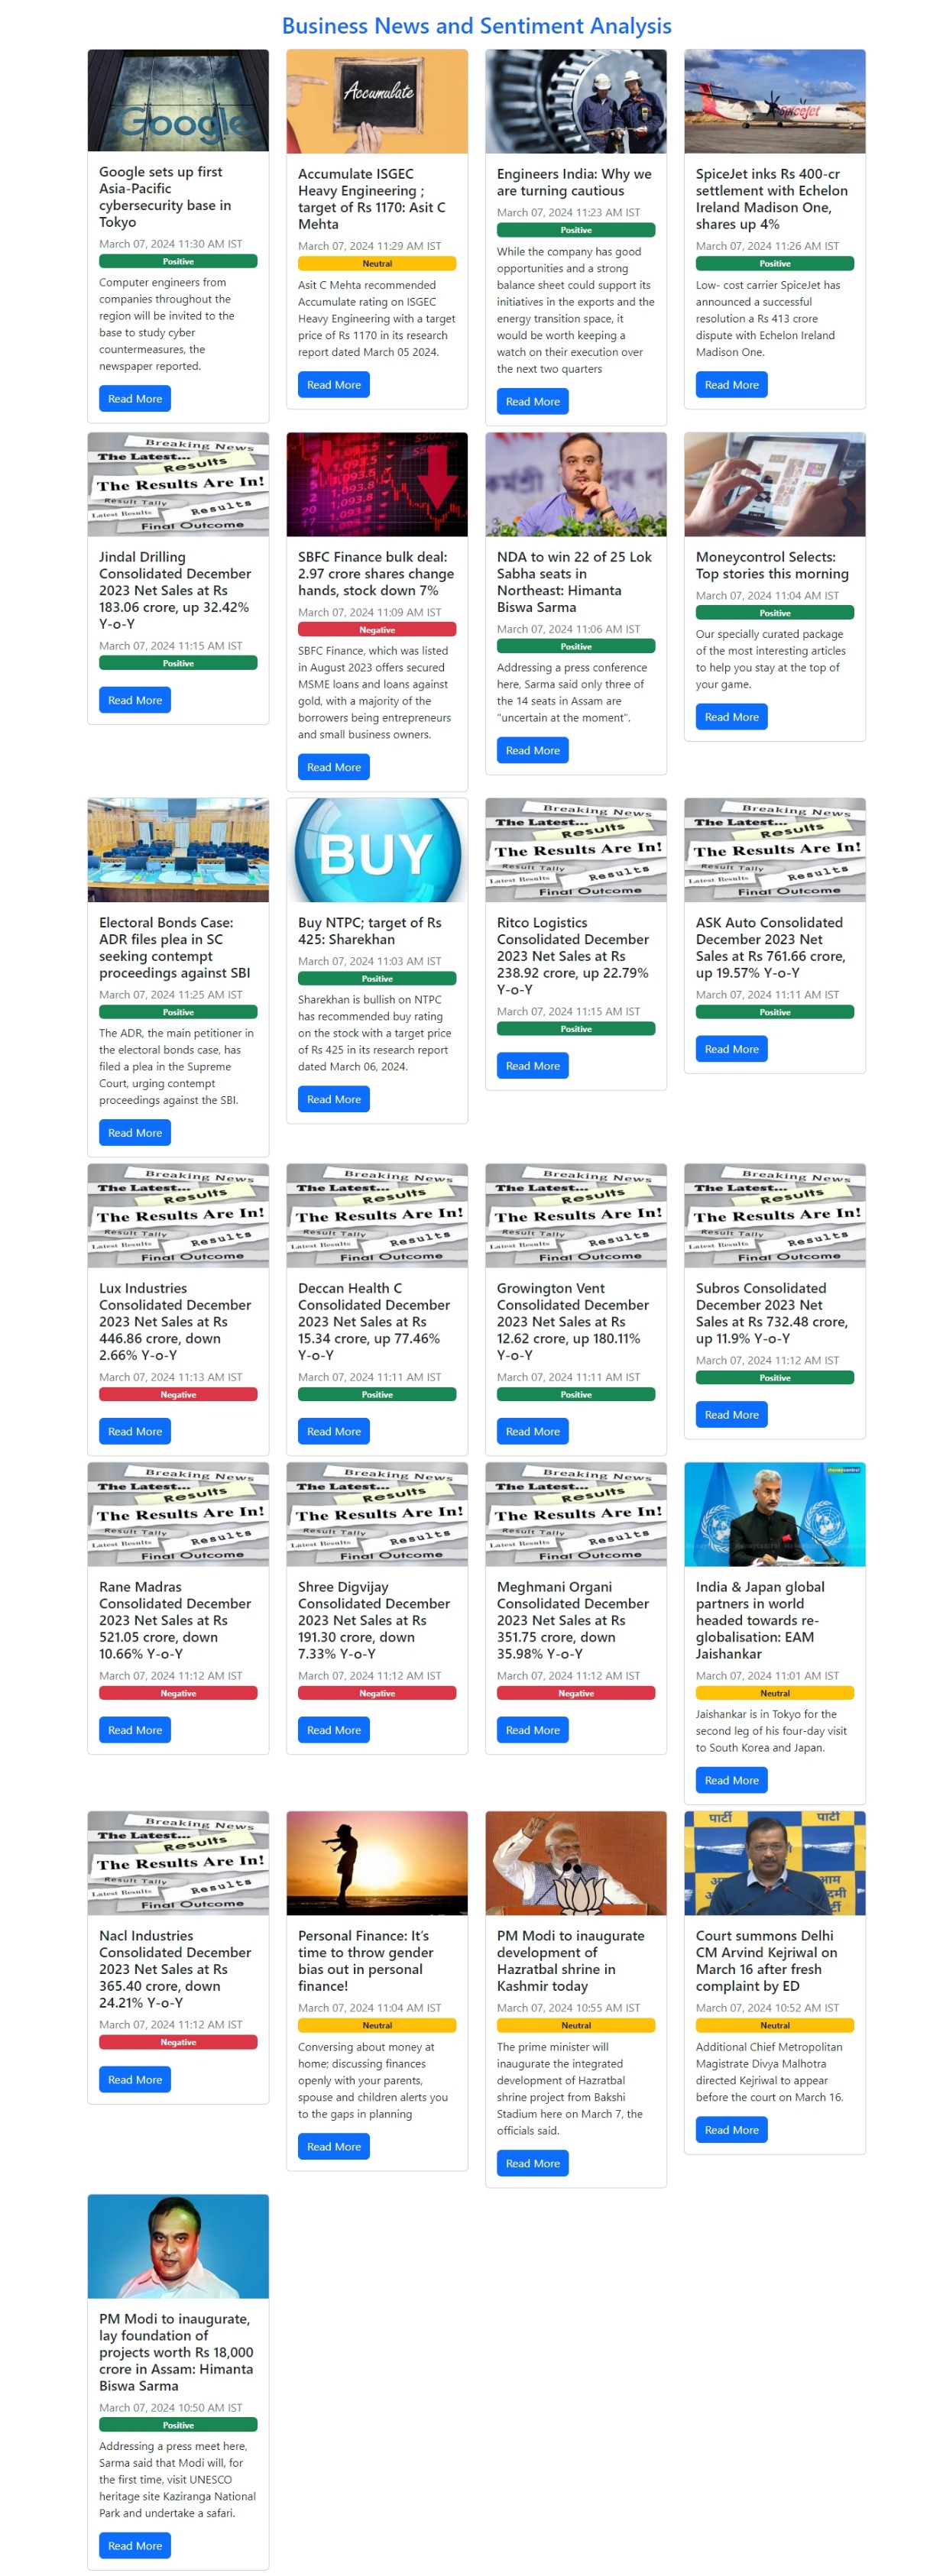 Business News and Sentiment Analysis
Google
Google sets up first
Asia-Pacific
cybersecurity base in
Tokyo
March 07, 2024 11:30 AM IST
Positive
Computer engineers from
companies throughout the
region will be invited to the
base to study cyber
countermeasures, the
newspaper reported.
Read More
Accumulate
Accumulate ISGEC
Heavy Engineering ;
target of Rs 1170: Asit C
Mehta
March 07, 2024 11:29 AM IST
Neutral
Asit C Mehta recommended
Accumulate rating on ISGEC
Heavy Engineering with a target
price of Rs 1170 in its research
report dated March 05 2024.
Read More
Engineers India: Why we
are turning cautious
March 07, 2024 11:23 AM IST
Positive
While the company has good
opportunities and a strong
balance sheet could support its
initiatives in the exports and the
energy transition space, it
would be worth keeping a
watch on their execution over
the next two quarters
Read More
SpiceJet
SpiceJet inks Rs 400-cr
settlement with Echelon
Ireland Madison One,
shares up 4%
March 07, 2024 11:26 AM IST
Positive
Low- cost carrier SpiceJet has
announced a successful
resolution a Rs 413 crore
dispute with Echelon Ireland
Madison One.
Read More
Breaking News
The Latest...
Results
The Results Are In!
Result Tally
Latest Results
Results
Final Outcome
Jindal Drilling
Consolidated December
2023 Net Sales at Rs
183.06 crore, up 32.42%
Y-o-Y
March 07, 2024 11:15 AM IST
Positive
Read More
1,093.8
1,093.8
1,093.8
SBFC Finance bulk deal:
2.97 crore shares change
hands, stock down 7%
March 07, 2024 11:09 AM IST
Negative
SBFC Finance, which was listed
in August 2023 offers secured
MSME loans and loans against
gold, with a majority of the
borrowers being entrepreneurs
and small business owners.
Read More
NDA to win 22 of 25 Lok
Sabha seats in
Northeast: Himanta
Biswa Sarma
March 07, 2024 11:06 AM IST
Positive
Addressing a press conference
here, Sarma said only three of
the 14 seats in Assam are
"uncertain at the moment".
Read More
Moneycontrol Selects:
Top stories this morning
March 07, 2024 11:04 AM IST
Positive
Our specially curated package
of the most interesting articles
to help you stay at the top of
your game.
Read More
Electoral Bonds Case:
ADR files plea in SC
seeking contempt
proceedings against SBI
March 07, 2024 11:25 AM IST
Positive
The ADR, the main petitioner in
the electoral bonds case, has
filed a plea in the Supreme
Court, urging contempt
proceedings against the SBI.
Read More
BUY
Buy NTPC; target of Rs
425: Sharekhan
March 07, 2024 11:03 AM IST
Positive
Sharekhan is bullish on NTPC
has recommended buy rating
on the stock with a target price
of Rs 425 in its research report
dated March 06, 2024.
Read More
Breaking News
The Latest...
Results
The Results Are In!
Result Tally
Latest Results
Results
Final Outcome
Ritco Logistics
Consolidated December
2023 Net Sales at Rs
238.92 crore, up 22.79%
Y-o-Y
March 07, 2024 11:15 AM IST
Positive
Read More
Breaking News
The Latest...
Results
The Results Are In!
Result Tally
Latest Results
Results
Final Outcome
ASK Auto Consolidated
December 2023 Net
Sales at Rs 761.66 crore,
up 19.57% Y-o-Y
March 07, 2024 11:11 AM IST
Positive
Read More
Breaking News
The Latest...
Results
The Results Are In!
Result Tally
Latest Results
Results
Final Outcome
Lux Industries
Consolidated December
2023 Net Sales at Rs
446.86 crore, down
2.66% Y-o-Y
March 07, 2024 11:13 AM IST
Negative
Read More
Breaking News
The Latest...
Results
The Results Are In!
Result Tally
Latest Results
Results
Final Outcome
Deccan Health C
Consolidated December
2023 Net Sales at Rs
15.34 crore, up 77.46%
Y-o-Y
March 07, 2024 11:11 AM IST
Positive
Read More
Breaking News
The Latest...
Results
The Results Are In!
Result Tally
Latest Results
Results
Final Outcome
Growington Vent
Consolidated December
2023 Net Sales at Rs
12.62 crore, up 180.11%
Y-o-Y
March 07, 2024 11:11 AM IST
Positive
Read More
Breaking News
The Latest...
Results
The Results Are In!
Result Tally
Latest Results
Results
Final Outcome
Subros Consolidated
December 2023 Net
Sales at Rs 732.48 crore,
up 11.9% Y-o-Y
March 07, 2024 11:12 AM IST
Positive
Read More
Breaking News
The Latest...
Results
The Results Are In!
Result Tally
Latest Results
Results
Final Outcome
Rane Madras
Consolidated December
2023 Net Sales at Rs
521.05 crore, down
10.66% Y-o-Y
March 07, 2024 11:12 AM IST
Negative
Read More
Breaking News
The Latest...
Results
The Results Are In!
Result Tally
Latest Results
Results
Final Outcome
Shree Digvijay
Consolidated December
2023 Net Sales at Rs
191.30 crore, down
7.33% Y-o-Y
March 07, 2024 11:12 AM IST
Negative
Read More
Breaking News
The Latest...
Results
The Results Are In!
Result Tally
Latest Results
Results
Final Outcome
Meghmani Organi
Consolidated December
2023 Net Sales at Rs
351.75 crore, down
35.98% Y-o-Y
March 07, 2024 11:12 AM IST
Negative
Read More
moneycontrol
India & Japan global
partners in world
headed towards re-
globalisation: EAM
Jaishankar
March 07, 2024 11:01 AM IST
Neutral
Jaishankar is in Tokyo for the
second leg of his four-day visit
to South Korea and Japan.
Read More
Breaking News
The Latest...
Results
The Results Are In!
Result Tally
Latest Results
Results
Final Outcome
Nacl Industries
Consolidated December
2023 Net Sales at Rs
365.40 crore, down
24.21% Y-o-Y
March 07, 2024 11:12 AM IST
Negative
Read More
Personal Finance: It’s
time to throw gender
bias out in personal
finance!
March 07, 2024 11:04 AM IST
Neutral
Conversing about money at
home; discussing finances
openly with your parents,
spouse and children alerts you
to the gaps in planning
Read More
PM Modi to inaugurate
development of
Hazratbal shrine in
Kashmir today
March 07, 2024 10:55 AM IST
Neutral
The prime minister will
inaugurate the integrated
development of Hazratbal
shrine project from Bakshi
Stadium here on March 7, the
officials said.
Read More
पार्टी
पार्टी
आम
Court summons Delhi
CM Arvind Kejriwal on
March 16 after fresh
complaint by ED
March 07, 2024 10:52 AM IST
Neutral
Additional Chief Metropolitan
Magistrate Divya Malhotra
directed Kejriwal to appear
before the court on March 16.
Read More
PM Modi to inaugurate,
lay foundation of
projects worth Rs 18,000
crore in Assam: Himanta
Biswa Sarma
March 07, 2024 10:50 AM IST
Positive
Addressing a press meet here,
Sarma said that Modi will, for
the first time, visit UNESCO
heritage site Kaziranga National
Park and undertake a safari.
Read More